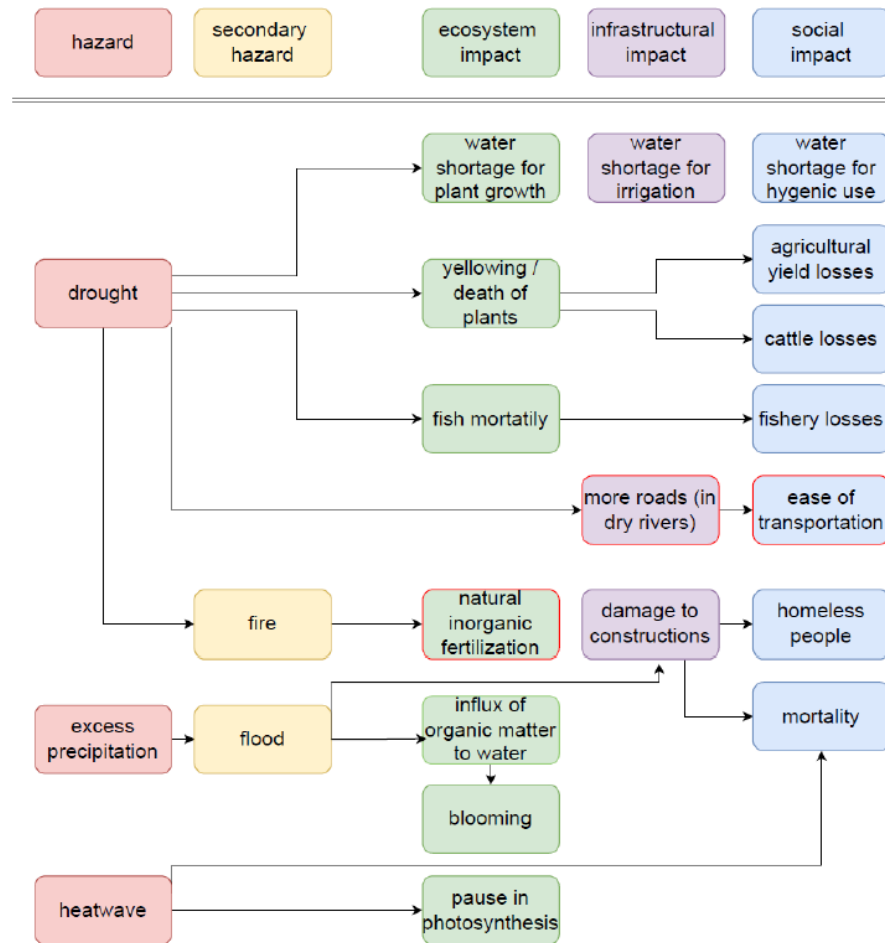 hazard
secondary
hazard
ecosystem
impact
infrastructural
impact
social
impact
water
shortage for
plant growth
water
shortage for
irrigation
water
shortage for
hygenic use
drought
yellowing /
death of
plants
agricultural
yield losses
cattle losses
fish mortatily
fishery losses
more roads (in
dry rivers)
ease of
transportation
fire
natural
inorganic
fertilization
damage to
constructions
homeless
people
excess
precipitation
flood
influx of
organic matter
to water
mortality
blooming
heatwave
pause in
photosynthesis